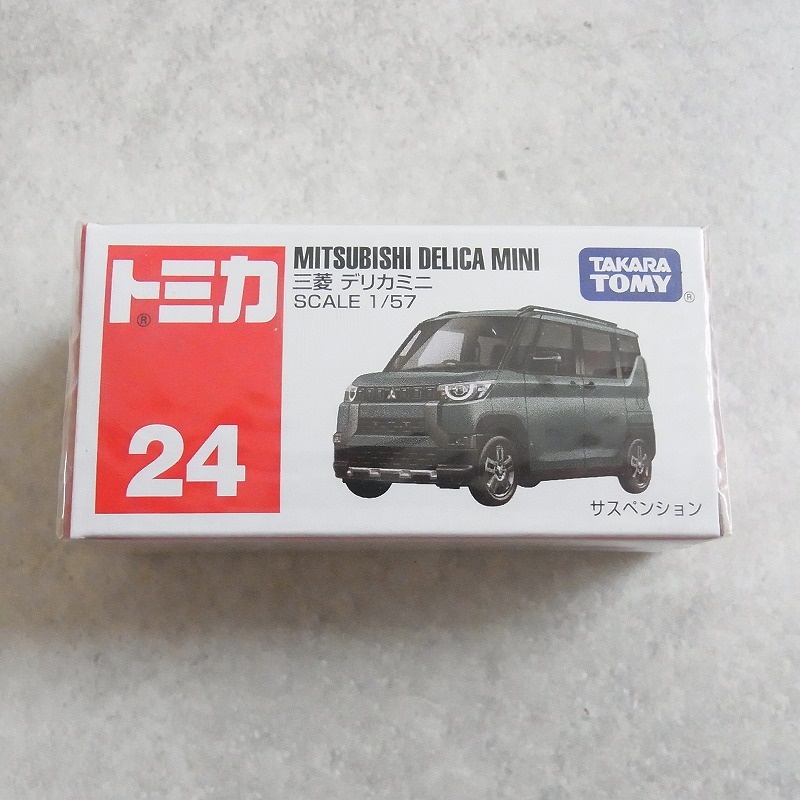 トミカ
®
24
MITSUBISHI DELICA MINI
三菱 デリカミニ
SCALE 1/57
TAKARA
TOMY
®
サスペンション